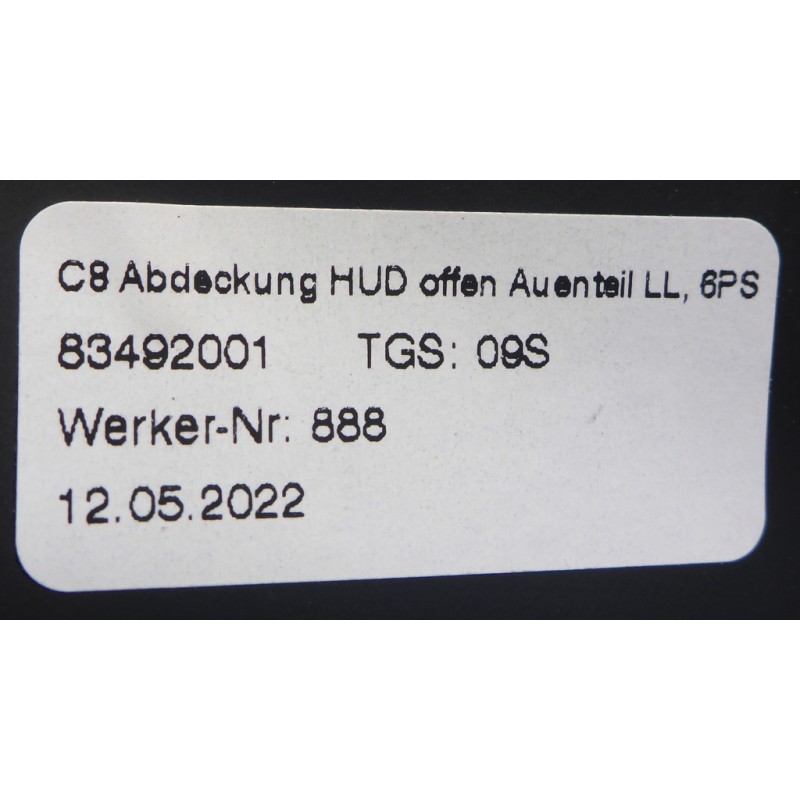 C8 Abdeckung HUD offen Auenteil LL, 6PS
83492001 TGS: 09S
Werker-Nr: 888
12.05.2022